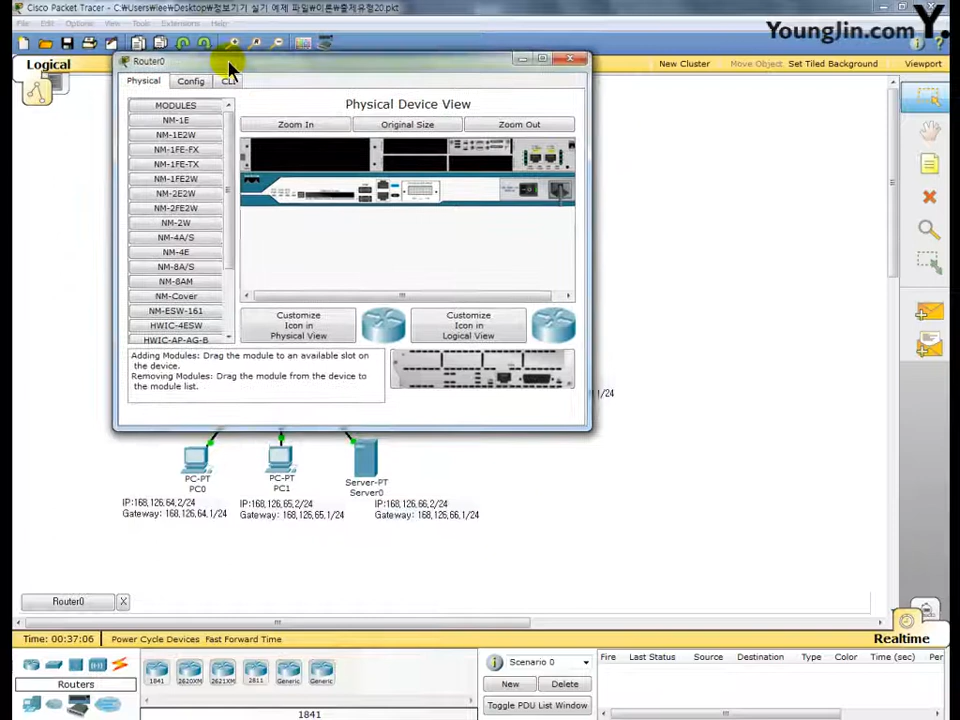 Cisco Packet Tracer - C:\Users\lee\Desktop\정보기기 실기 예제 파일\이론\출제유형20.pkt
File Edit Options View Tools Extensions Help
YoungJin.com Y.
Logical
New Cluster Move Object Set Tiled Background Viewport
Router0
Physical Config CLI
MODULES
NM-1E
NM-1E2W
NM-1FE-FX
NM-1FE-TX
NM-1FE2W
NM-2E2W
NM-2FE2W
NM-2W
NM-4A/S
NM-4E
NM-8A/S
NM-8AM
NM-Cover
NM-ESW-161
HWIC-4ESW
HWIC-AP-AG-B
Physical Device View
Zoom In Original Size Zoom Out
Customize
Icon in
Physical View
Customize
Icon in
Logical View
Adding Modules: Drag the module to an available slot on
the device.
Removing Modules: Drag the module from the device to
the module list.
1/24
PC-PT
PC0
PC-PT
PC1
Server-PT
Server0
IP:168,126,64,2/24
Gateway: 168,126,64,1/24
IP:168,126,65,2/24
Gateway: 168,126,65,1/24
IP:168,126,66,2/24
Gateway: 168,126,66,1/24
Router0 X
Time: 00:37:06 Power Cycle Devices Fast Forward Time
Realtime
Routers
1841 2620XM 2621XM 2811 Generic Generic
1841
Scenario 0
New Delete
Toggle PDU List Window
Fire Last Status Source Destination Type Color Time (sec) Per